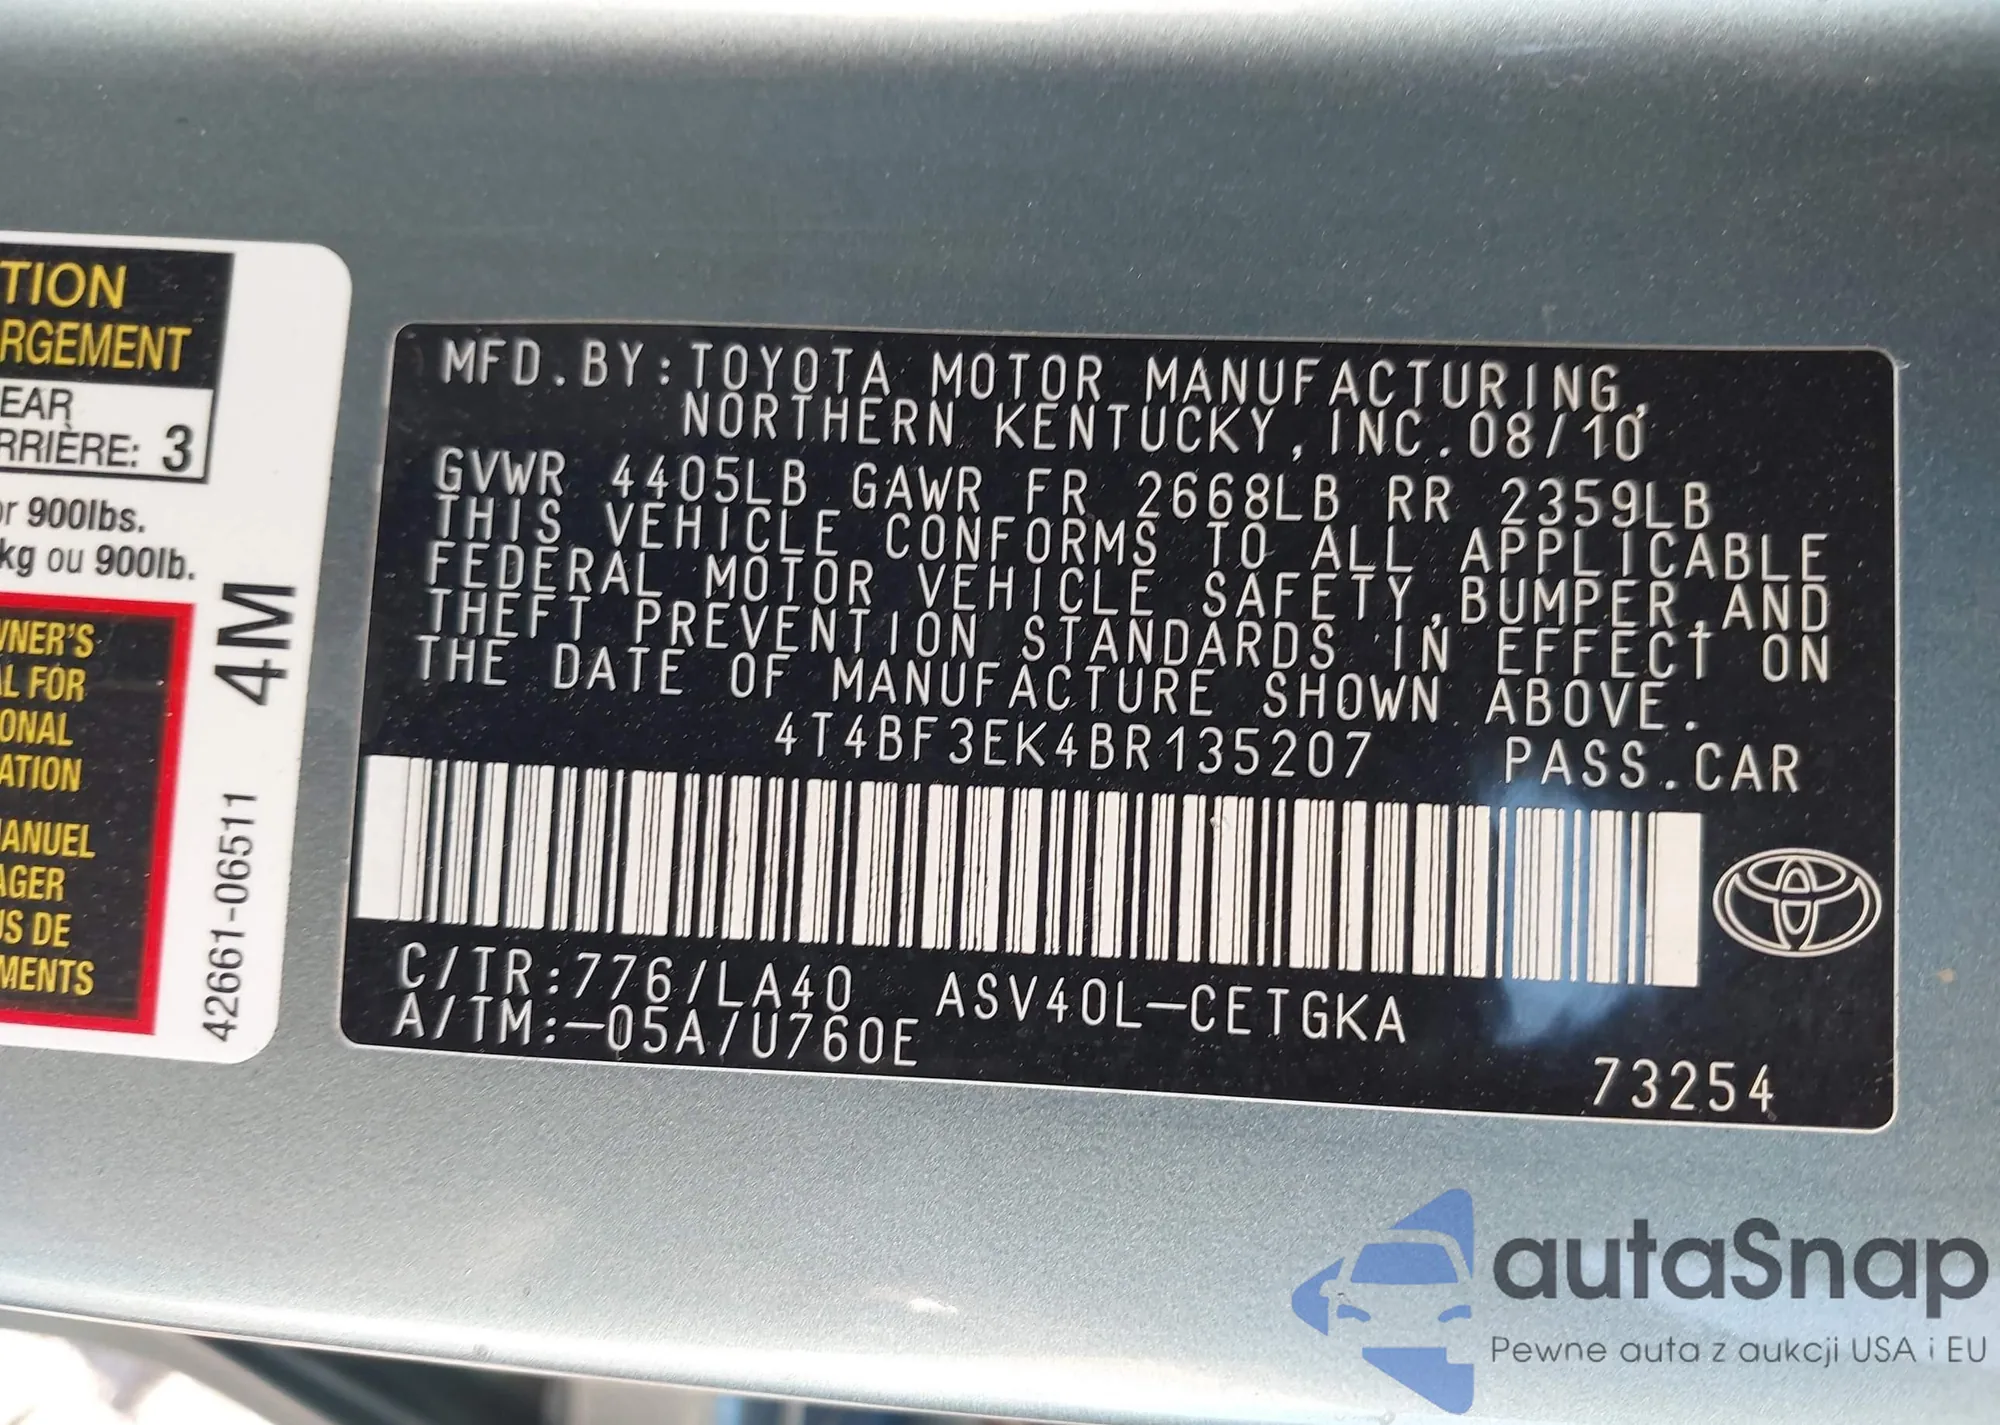 TION
RGEMENT
EAR
RRIÈRE: 3
or 900lbs.
kg ou 900lb.
WNER'S
AL FOR
ONAL
ATION
MANUEL
AGER
US DE
MENTS
4M
42661-06511
MFD.BY:TOYOTA MOTOR MANUFACTURING,
NORTHERN KENTUCKY,INC.08/10
GVWR 4405LB GAWR FR 2668LB RR 2359LB
THIS VEHICLE CONFORMS TO ALL APPLICABLE
FEDERAL MOTOR VEHICLE SAFETY,BUMPER,AND
THEFT PREVENTION STANDARDS IN EFFECT ON
THE DATE OF MANUFACTURE SHOWN ABOVE.
4T4BF3EK4BR135207 PASS.CAR
C/TR:776/LA40 ASV40L-CETGKA
A/TM:-05A/U760E
73254
autaSnap
Pewne auta z aukcji USA i EU